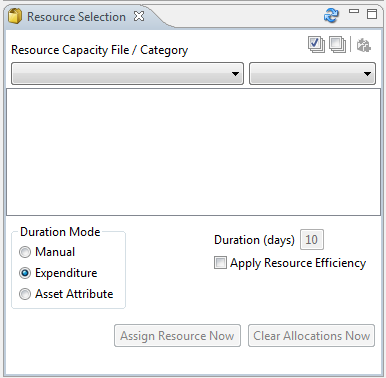 Resource Selection
Resource Capacity File / Category
Duration Mode
Manual
Expenditure
Asset Attribute
Duration (days) 10
Apply Resource Efficiency
Assign Resource Now
Clear Allocations Now